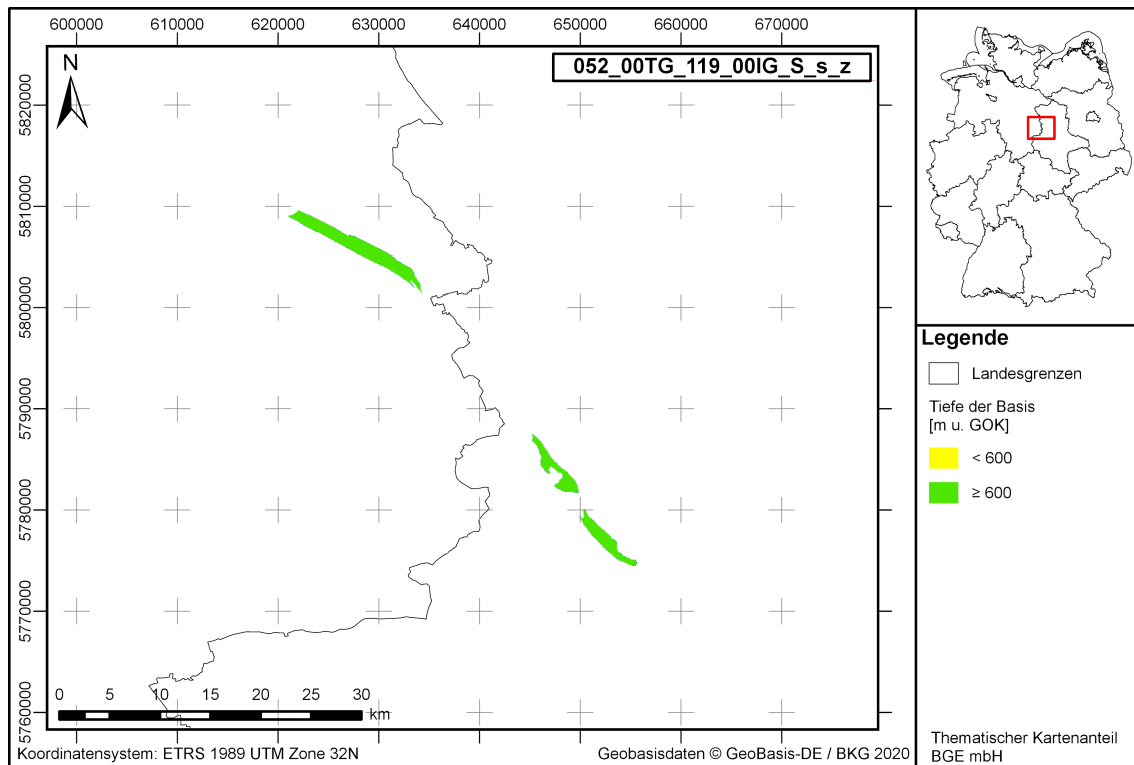 600000 610000 620000 630000 640000 650000 660000 670000
052_00TG_119_00IG_S_s_z
N
5820000
5810000
5800000
5790000
5780000
5770000
5760000
0 5 10 15 20 25 30
km
Koordinatensystem: ETRS 1989 UTM Zone 32N
Geobasisdaten © GeoBasis-DE / BKG 2020
Legende
Landesgrenzen
Tiefe der Basis
[m u. GOK]
< 600
≥ 600
Thematischer Kartenanteil
BGE mbH